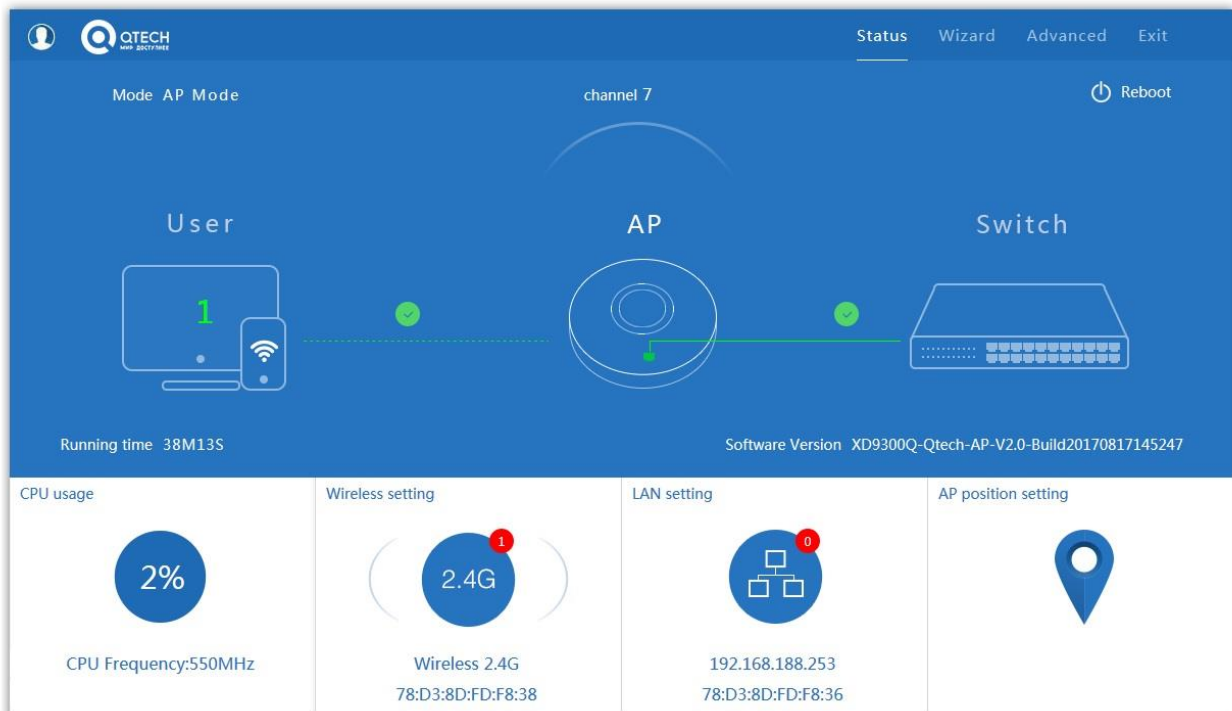 QTECH
МИР ДОСТУПНЕЕ
Status Wizard Advanced Exit
Mode AP Mode
channel 7
Reboot
User
AP
Switch
1
Running time 38M13S
Software Version XD9300Q-Qtech-AP-V2.0-Build20170817145247
CPU usage
2%
CPU Frequency:550MHz
Wireless setting
1
2.4G
Wireless 2.4G
78:D3:8D:FD:F8:38
LAN setting
0
192.168.188.253
78:D3:8D:FD:F8:36
AP position setting